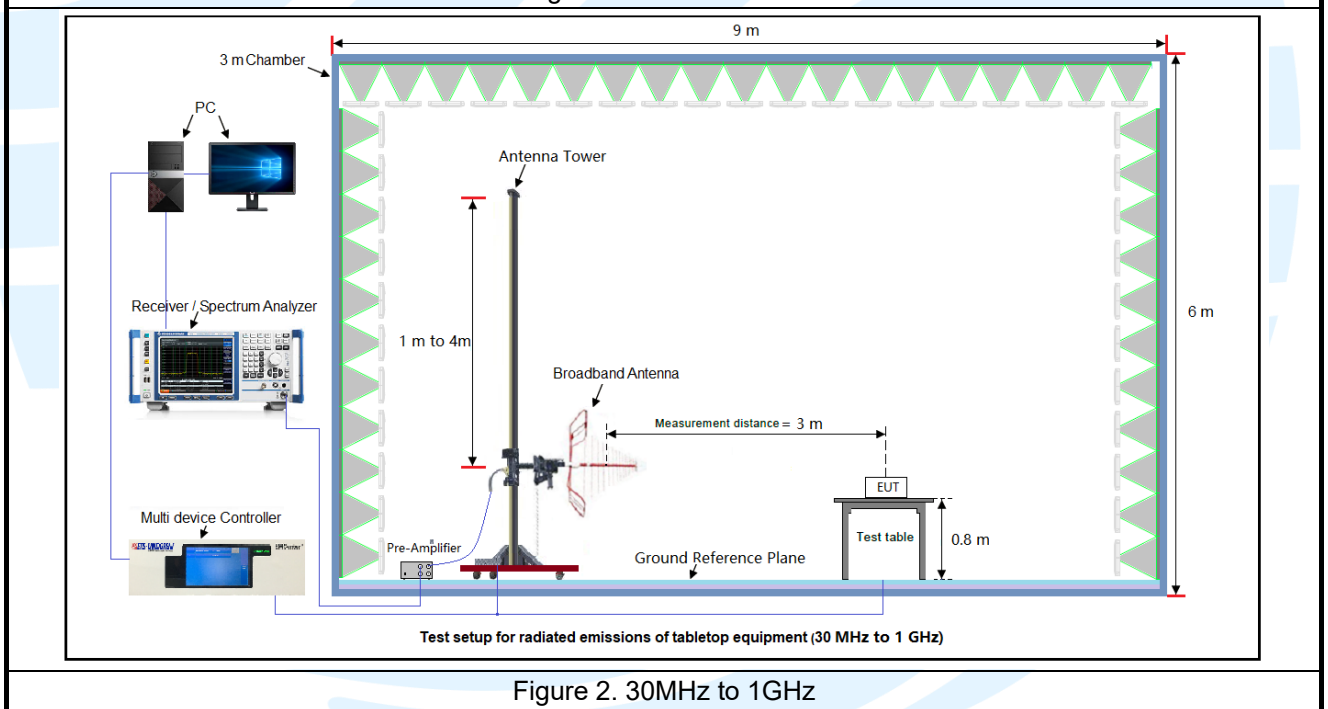 9 m
3 m Chamber
PC
Antenna Tower
Receiver / Spectrum Analyzer
1 m to 4m
6 m
Broadband Antenna
Measurement distance = 3 m
EUT
Multi device Controller
Pre-Amplifier
Test table
0.8 m
Ground Reference Plane
Test setup for radiated emissions of tabletop equipment (30 MHz to 1 GHz)
Figure 2. 30MHz to 1GHz